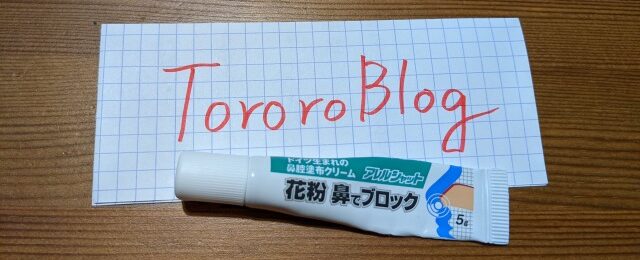 TororoBlog
ドイツ生まれの
鼻腔塗布クリーム
アレルシャット
花粉 鼻でブロック
5g